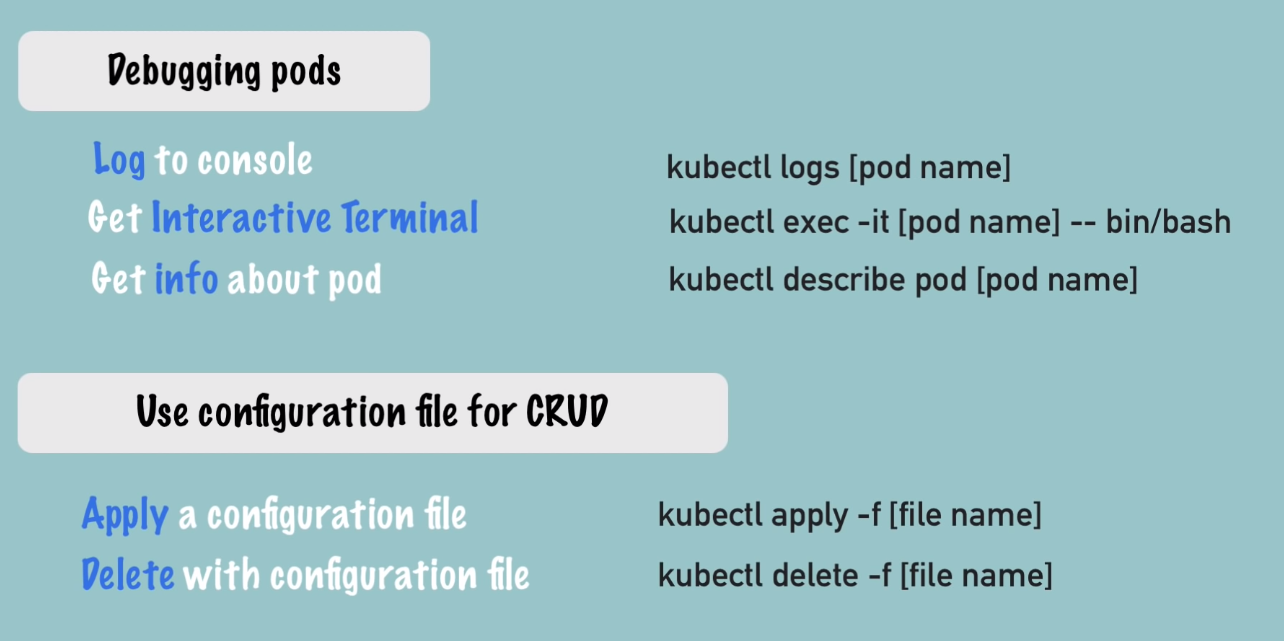 Debugging pods
Log to console kubectl logs [pod name]
Get Interactive Terminal kubectl exec -it [pod name] -- bin/bash
Get info about pod kubectl describe pod [pod name]
Use configuration file for CRUD
Apply a configuration file kubectl apply -f [file name]
Delete with configuration file kubectl delete -f [file name]